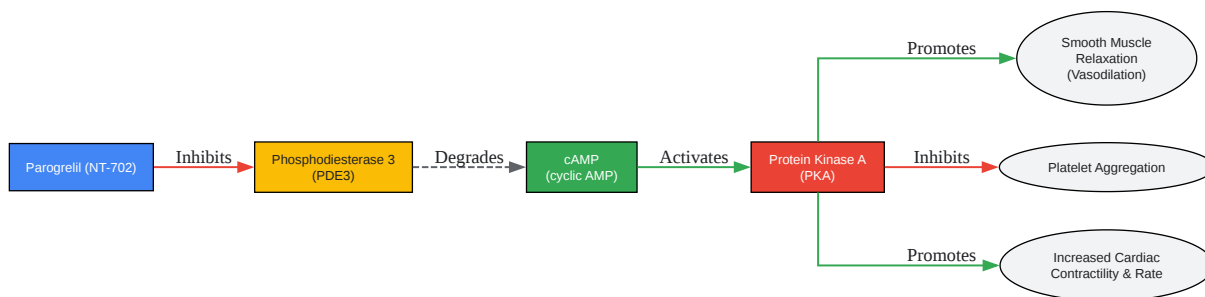 Promotes
Smooth Muscle
Relaxation
(Vasodilation)
Parogrelil (NT-702)
Inhibits
Phosphodiesterase 3
(PDE3)
Degrades
cAMP
(cyclic AMP)
Activates
Protein Kinase A
(PKA)
Inhibits
Platelet Aggregation
Promotes
Increased Cardiac
Contractility & Rate